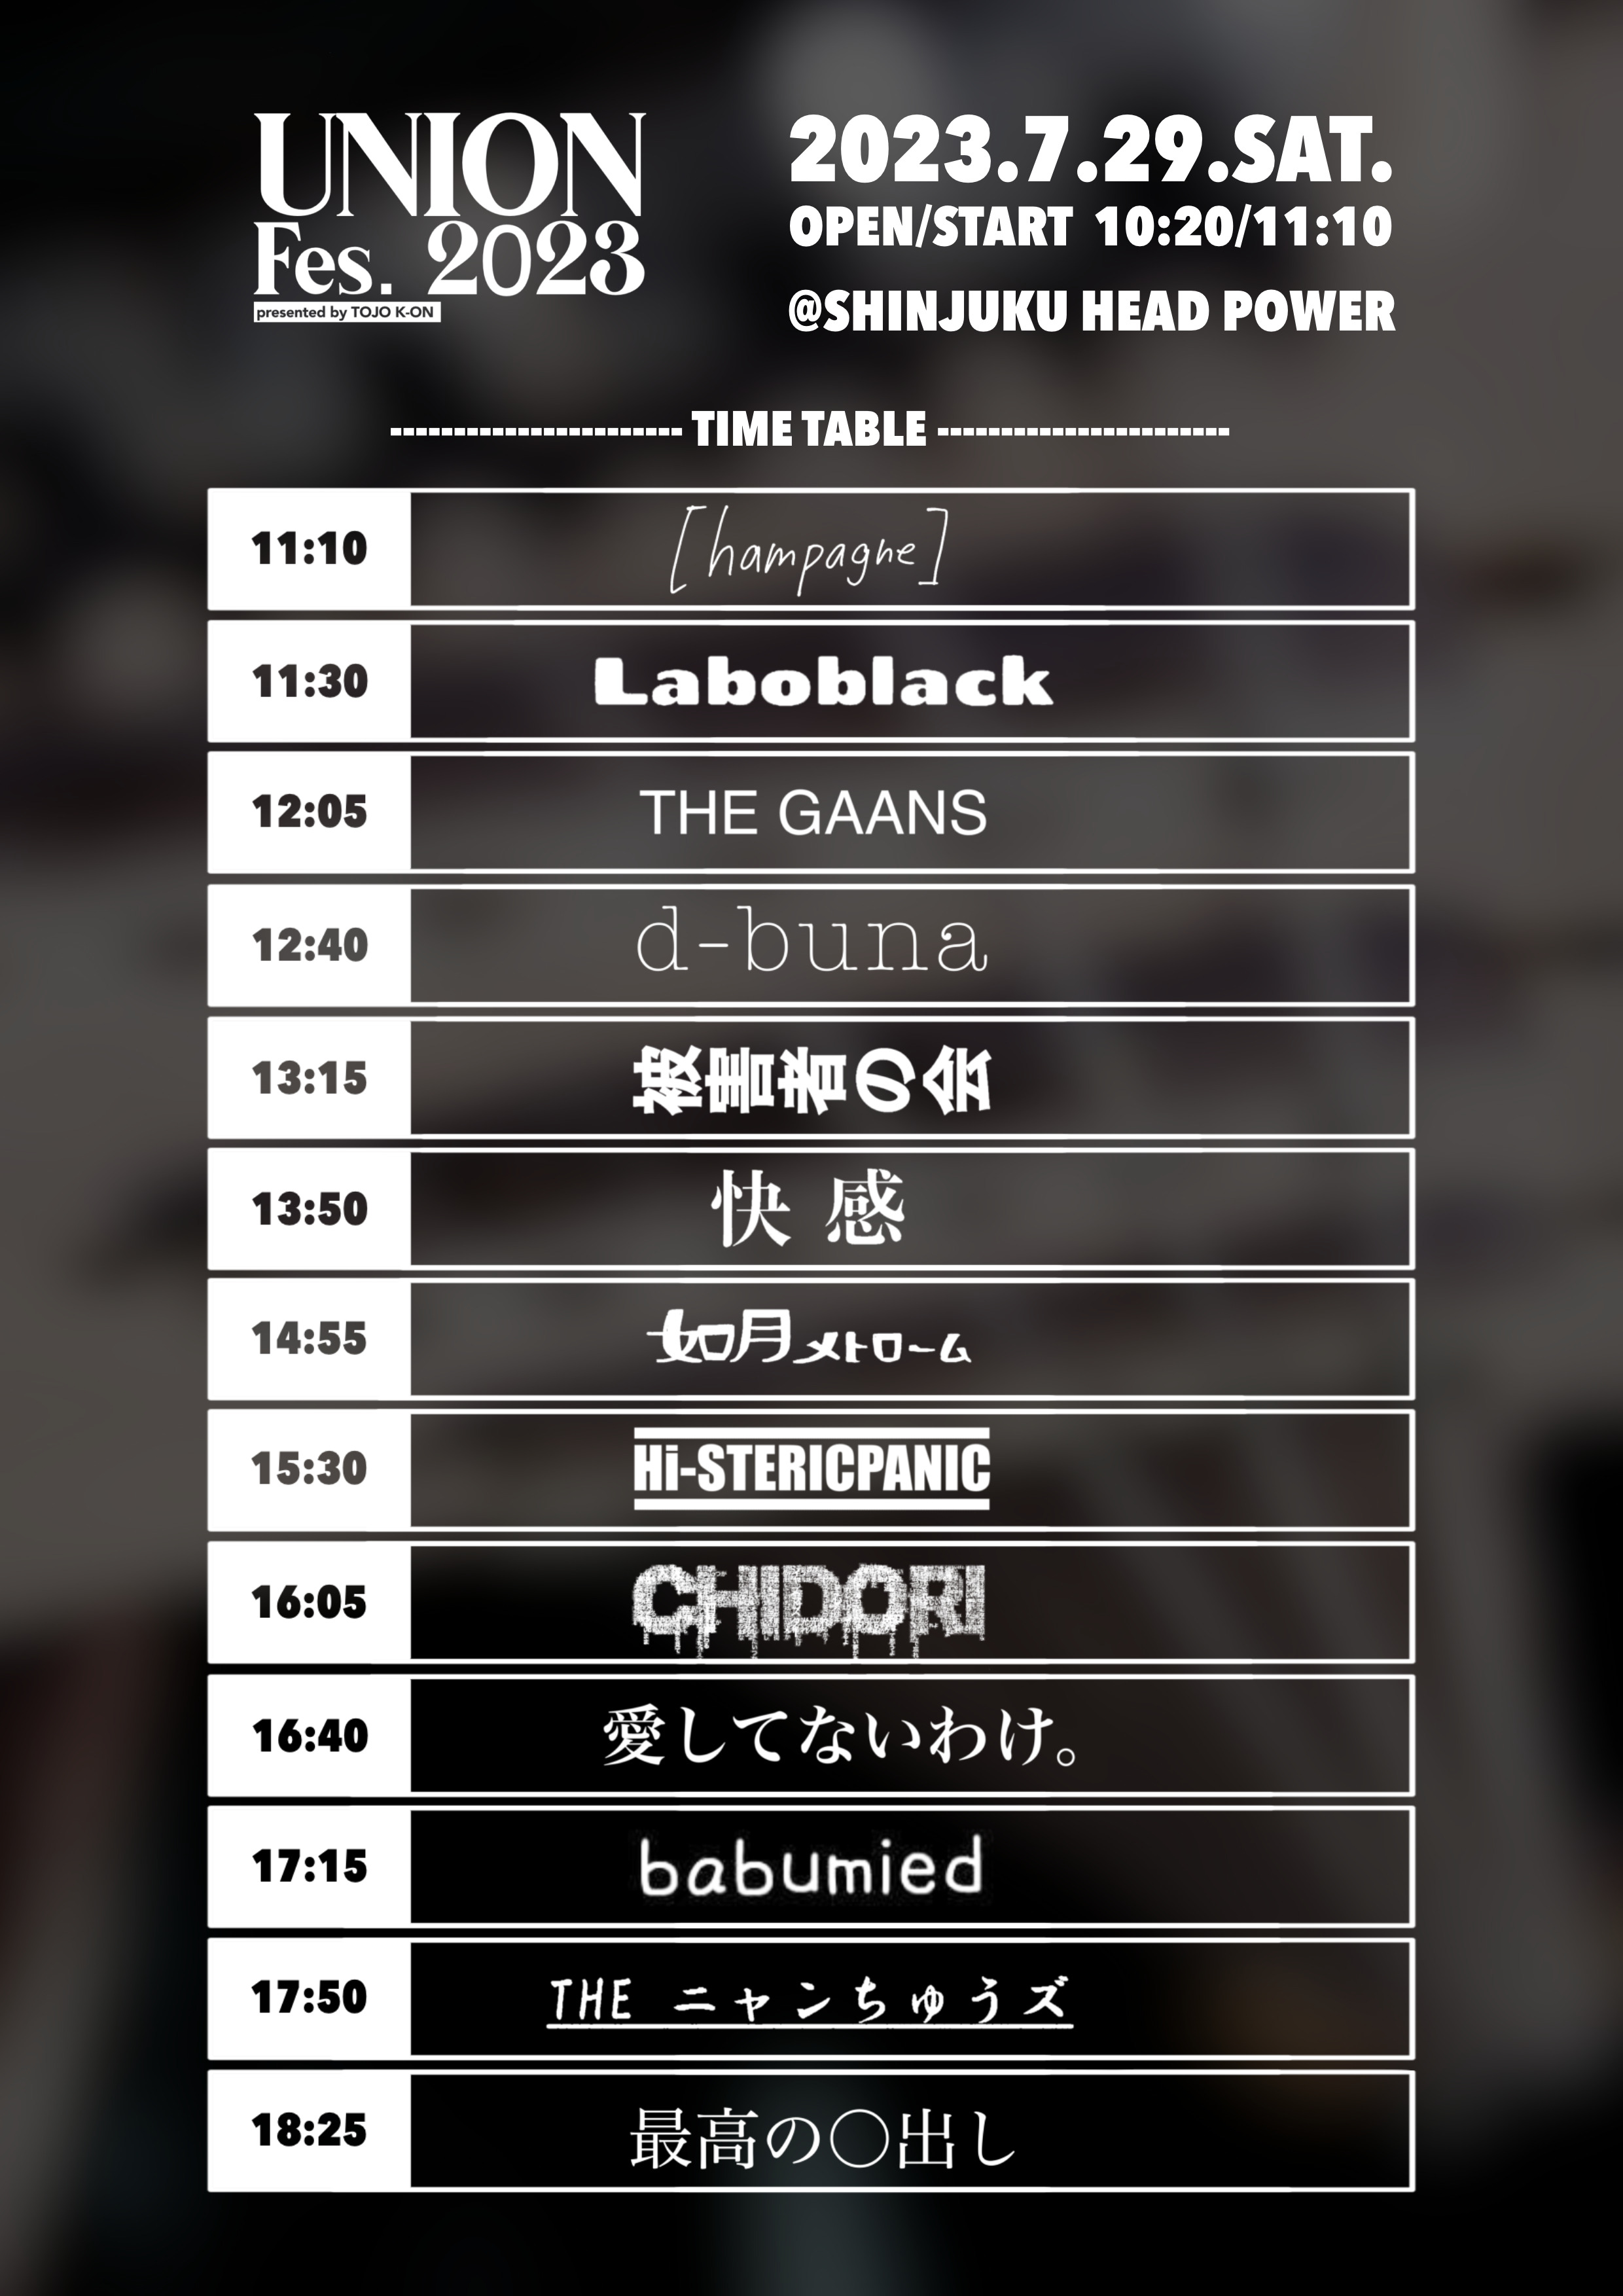 UNION
Fes. 2023
presented by TOJO K-ON
2023.7.29.SAT.
OPEN/START 10:20/11:10
@SHINJUKU HEAD POWER
---------------------- TIME TABLE ----------------------
11:10 [hampagne]
11:30 Laboblack
12:05 THE GAANS
12:40 d-buna
13:15 被害者の会
13:50 快 感
14:55 如月メトローム
15:30 Hi-STERICPANIC
16:05 CHIDORI
16:40 愛してないわけ。
17:15 babumied
17:50 THE ニャンちゅうズ
18:25 最高の〇出し